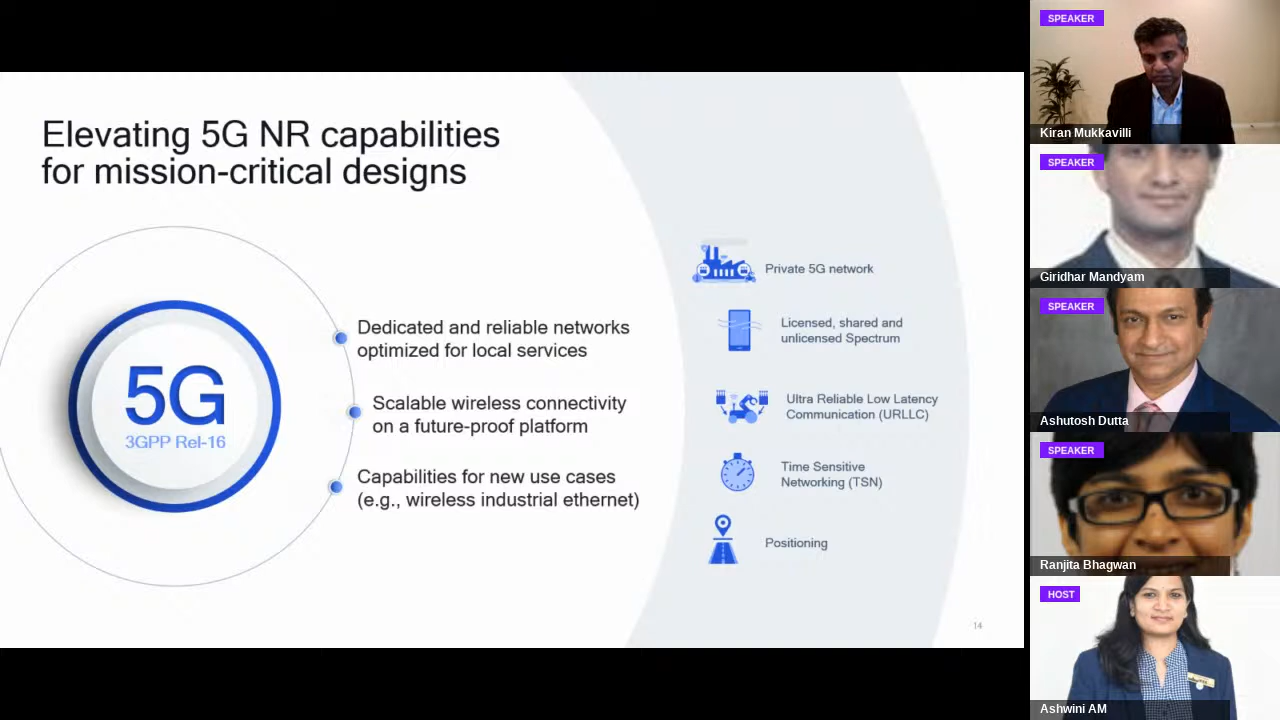 Elevating 5G NR capabilities
for mission-critical designs
5G
3GPP Rel-16
Dedicated and reliable networks
optimized for local services
Scalable wireless connectivity
on a future-proof platform
Capabilities for new use cases
(e.g., wireless industrial ethernet)
Private 5G network
Licensed, shared and
unlicensed Spectrum
Ultra Reliable Low Latency
Communication (URLLC)
Time Sensitive
Networking (TSN)
Positioning
14
SPEAKER
Kiran Mukkavilli
SPEAKER
Giridhar Mandyam
SPEAKER
Ashutosh Dutta
SPEAKER
Ranjita Bhagwan
HOST
Ashwini AM